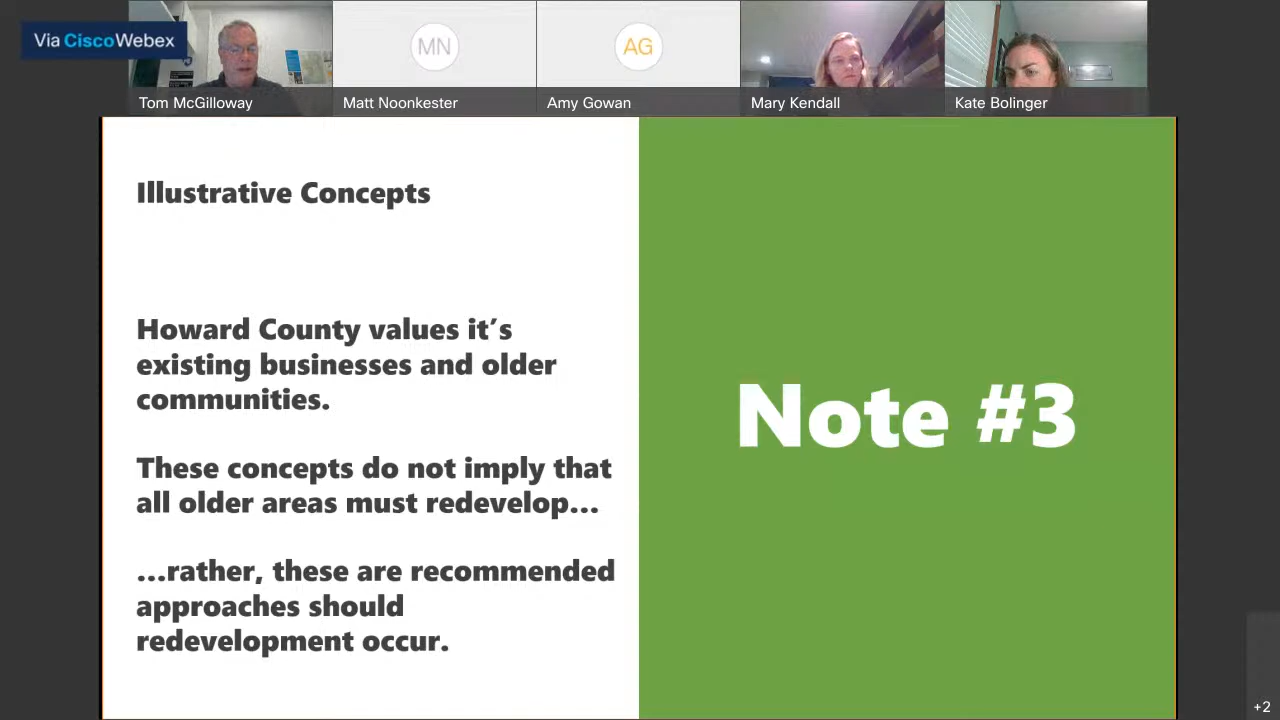 Via Cisco Webex
MN
AG
Tom McGilloway
Matt Noonkester
Amy Gowan
Mary Kendall
Kate Bolinger
Illustrative Concepts
Howard County values it’s
existing businesses and older
communities.
These concepts do not imply that
all older areas must redevelop...
...rather, these are recommended
approaches should
redevelopment occur.
Note #3
+2